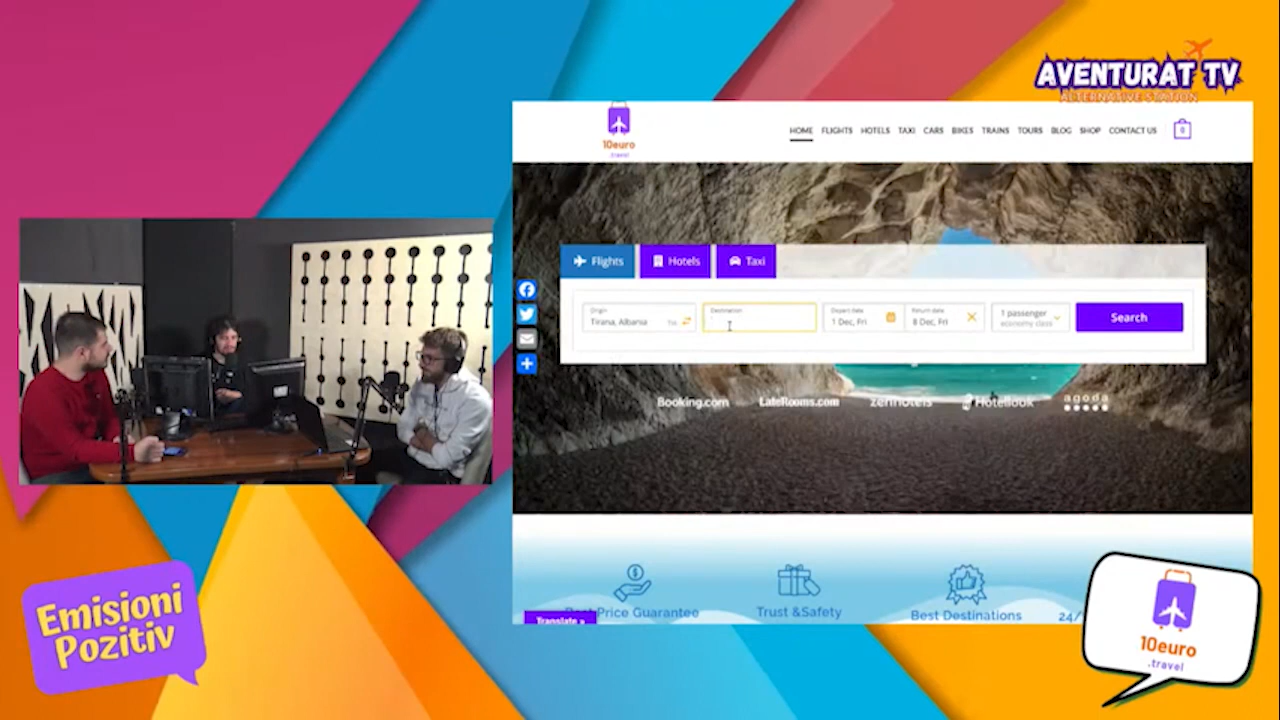 AVENTURAT TV
ALTERNATIVE STATION
10euro
.travel
HOME FLIGHTS HOTELS TAXI CARS BIKES TRAINS TOURS BLOG SHOP CONTACT US
0
Flights Hotels Taxi
Origin
Tirana, Albania
TIA
Destination
Depart date
1 Dec, Fri
Return date
8 Dec, Fri
1 passenger
economy class
Search
Booking.com LateRooms.com zenhotels Hotellook agoda
Best Price Guarantee Trust &Safety Best Destinations 24/
Translate »
Emisioni
Pozitiv
10euro
.travel